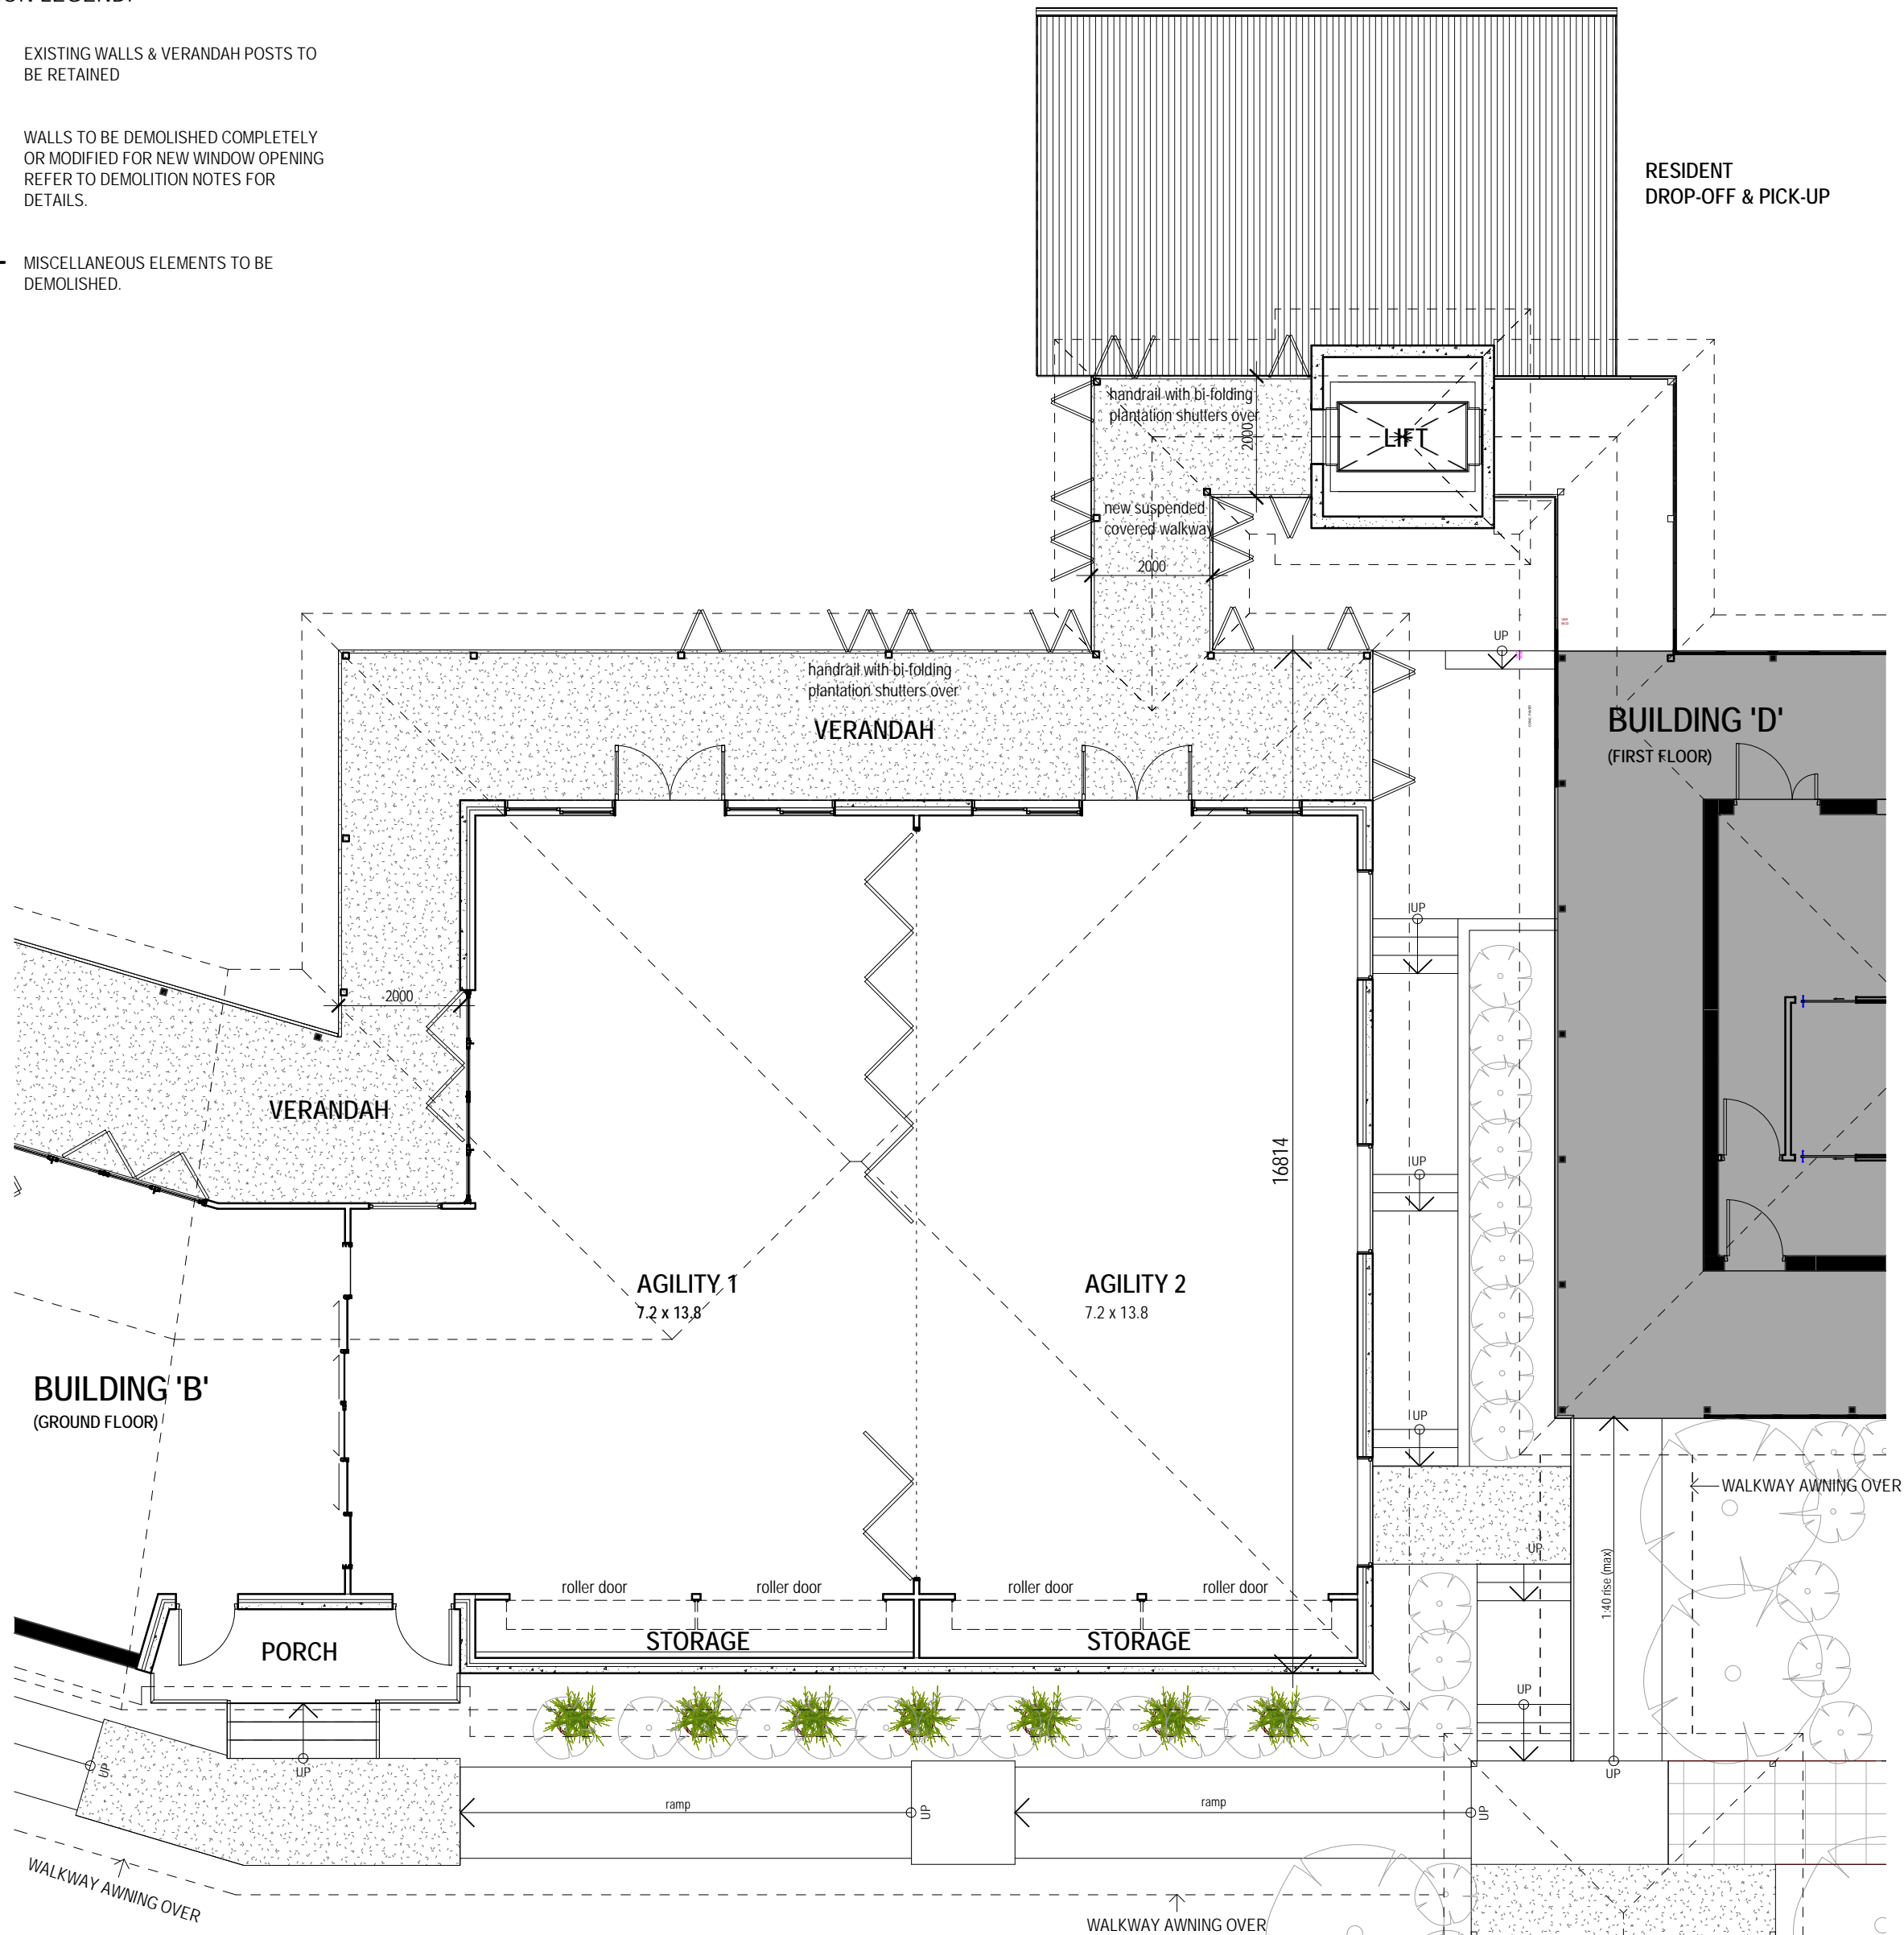 ON LEGEND:
EXISTING WALLS & VERANDAH POSTS TO
BE RETAINED
WALLS TO BE DEMOLISHED COMPLETELY
OR MODIFIED FOR NEW WINDOW OPENING
REFER TO DEMOLITION NOTES FOR
DETAILS.
MISCELLANEOUS ELEMENTS TO BE
DEMOLISHED.
RESIDENT
DROP-OFF & PICK-UP
handrail with bi-folding
plantation shutters over
2000
LIFT
new suspended
covered walkway
2000
UP
handrail with bi-folding
plantation shutters over
VERANDAH
BUILDING 'D'
(FIRST FLOOR)
UP
2000
VERANDAH
16814
UP
AGILITY 1
7.2 x 13.8
AGILITY 2
7.2 x 13.8
BUILDING 'B'
(GROUND FLOOR)
UP
WALKWAY AWNING OVER
UP
1:40 rise (max)
roller door
roller door
roller door
roller door
STORAGE
STORAGE
PORCH
UP
UP
UP
UP
ramp
UP
ramp
UP
WALKWAY AWNING OVER
WALKWAY AWNING OVER